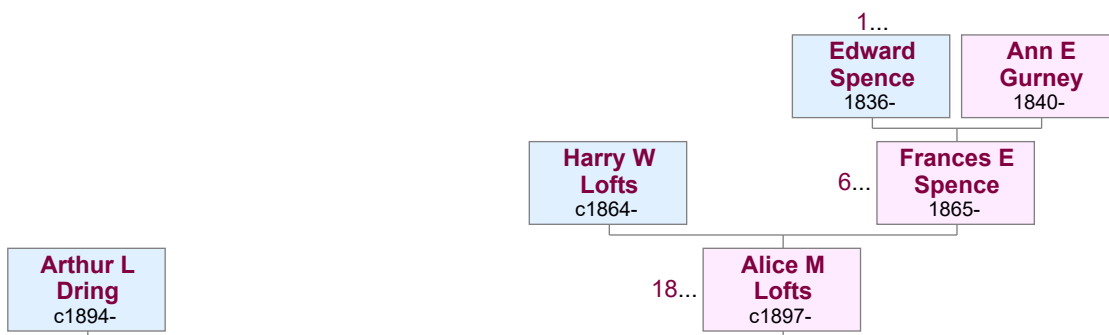 1...
Edward
Spence
1836-
Ann E
Gurney
1840-
Harry W
Lofts
c1864-
6...
Frances E
Spence
1865-
Arthur L
Dring
c1894-
18...
Alice M
Lofts
c1897-